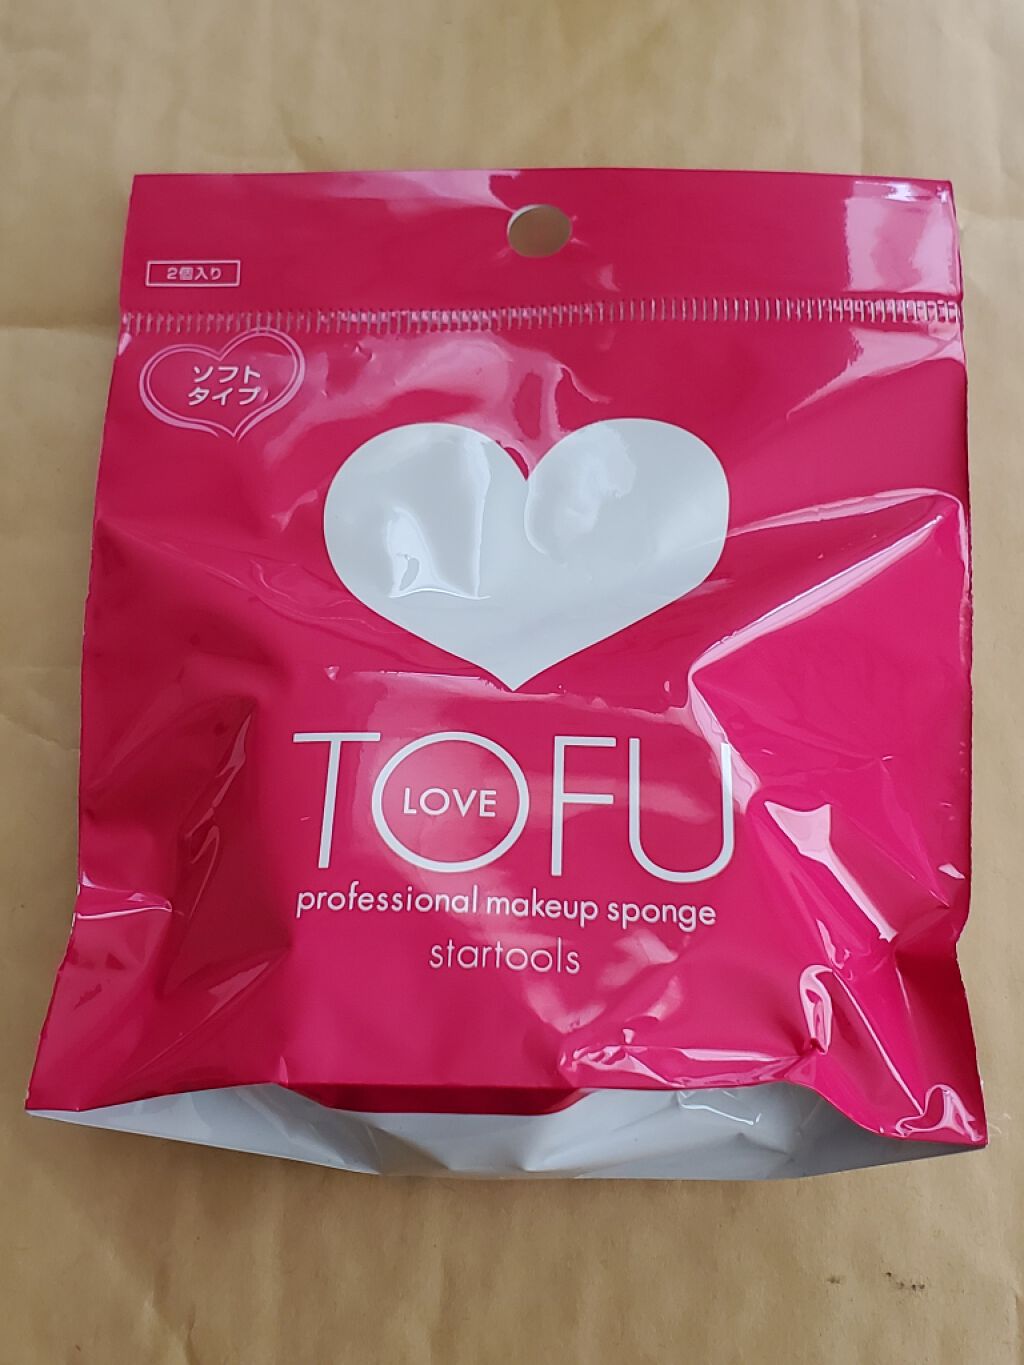 2個入り
ソフト
タイプ
TOFU
LOVE
professional makeup sponge
startools